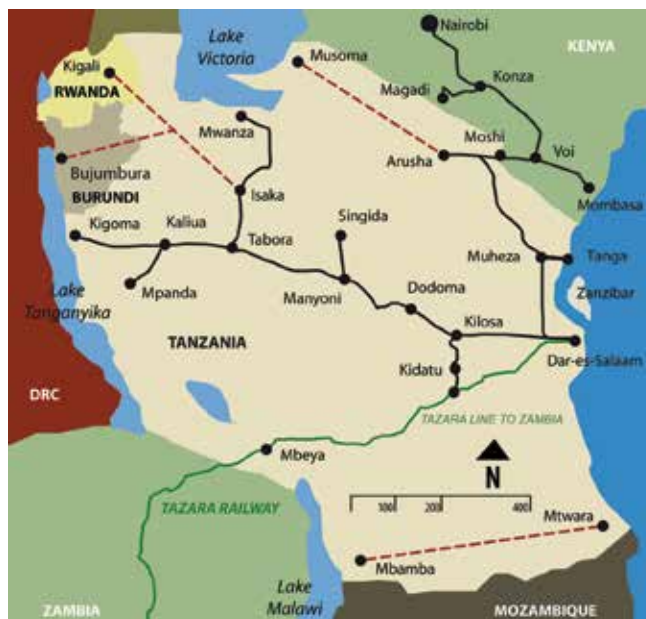 Nairobi
Lake
Victoria
Musoma
KENYA
Kigali
Konza
Magadi
RWANDA
Mwanza
Moshi
Voi
Arusha
Bujumbura
BURUNDI
Isaka
Mombasa
Kigoma
Kaliua
Singida
Tabora
Muheza
Tanga
Lake
Tanganyika
Mpanda
Manyoni
Dodoma
Zanzibar
TANZANIA
Kilosa
Dar-es-Salaam
Kidatu
DRC
TAZARA LINE TO ZAMBIA
Mbeya
N
TAZARA RAILWAY
100 200 400
Mtwara
Mbamba
Lake
Malawi
ZAMBIA
MOZAMBIQUE